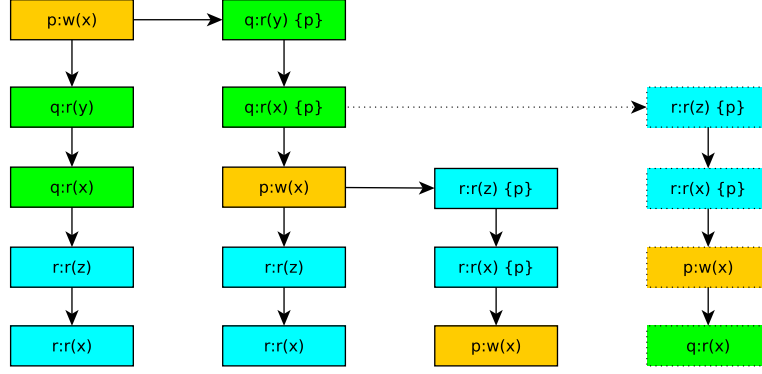 p:w(x)
q:r(y) {p}
q:r(y)
q:r(x) {p}
r:r(z) {p}
q:r(x)
p:w(x)
r:r(z) {p}
r:r(x) {p}
r:r(z)
r:r(z)
r:r(x) {p}
p:w(x)
r:r(x)
r:r(x)
p:w(x)
q:r(x)